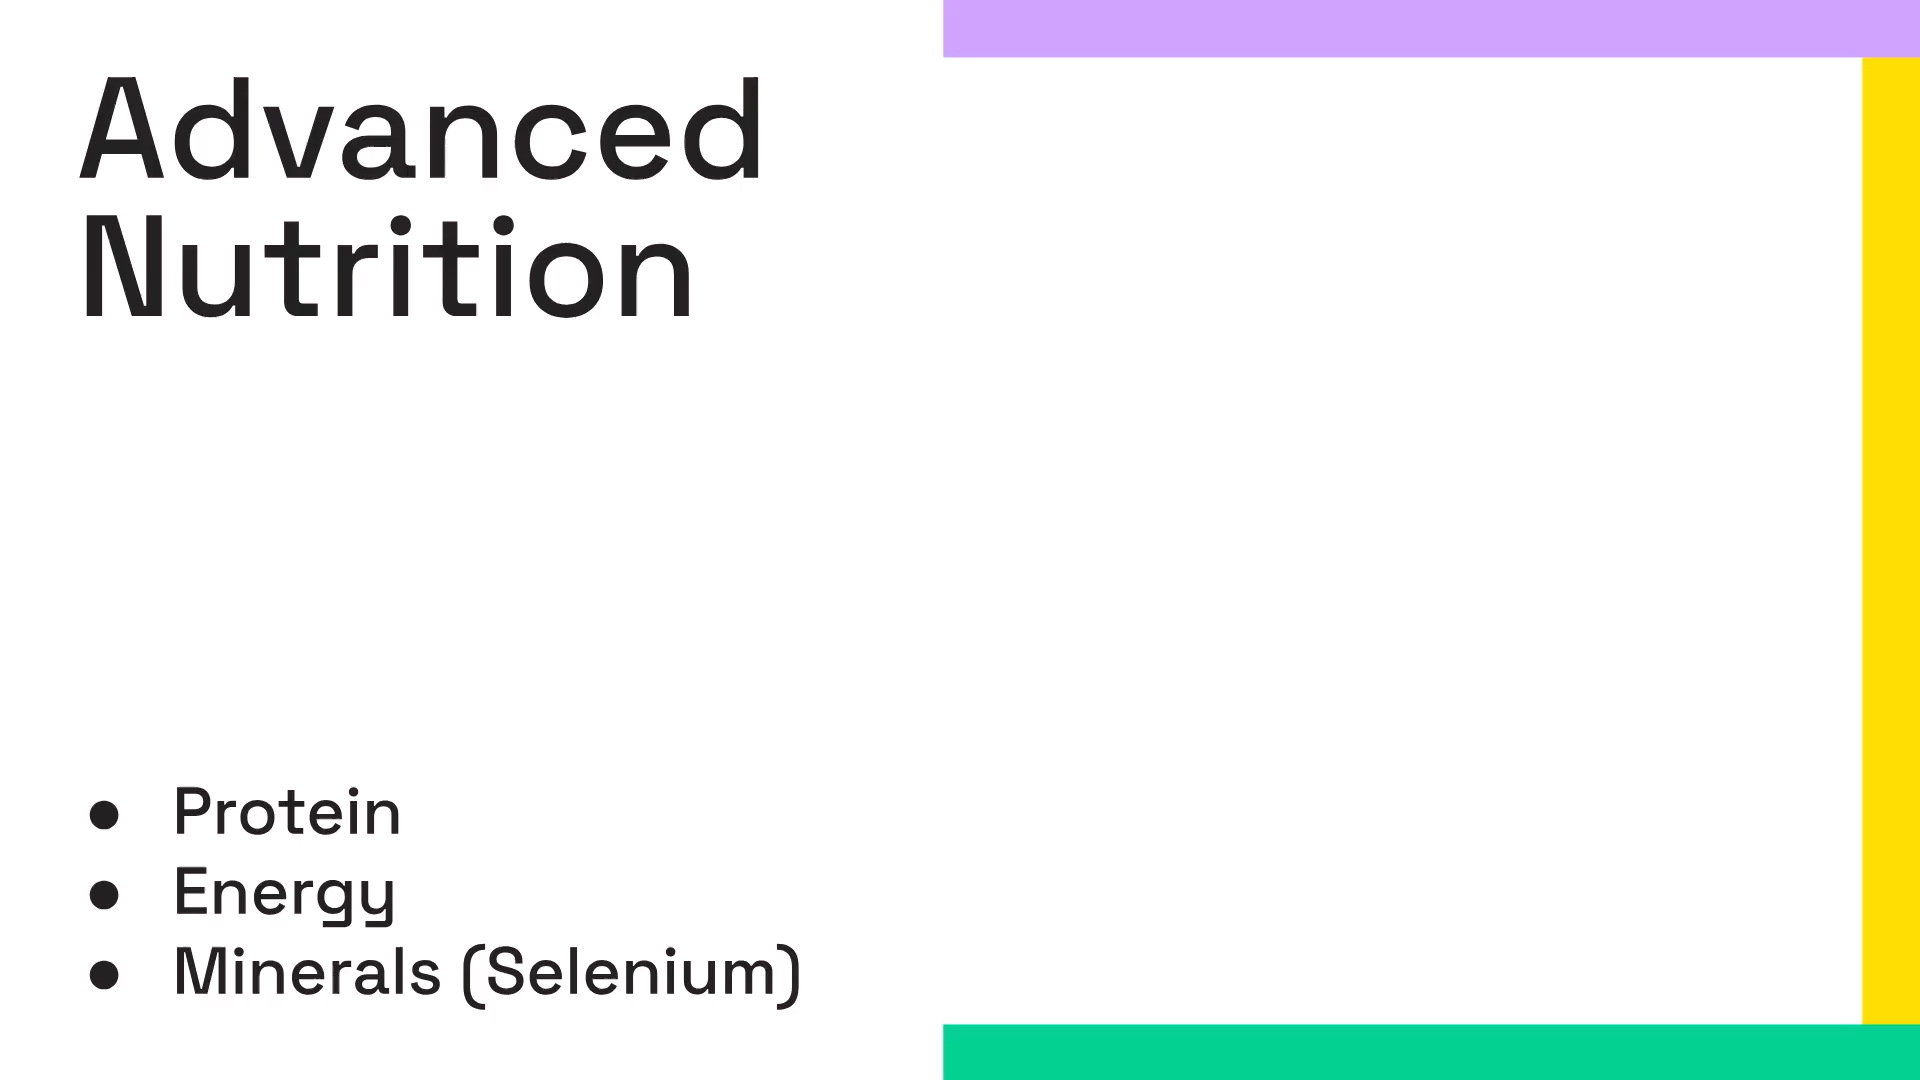 Advanced
Nutrition
● Protein
● Energy
● Minerals (Selenium)